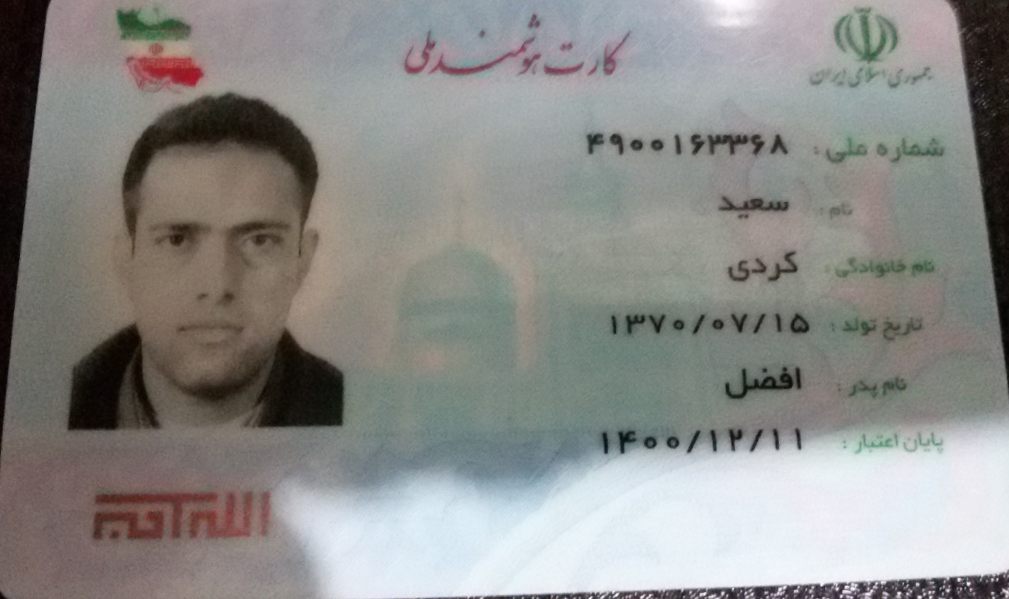 کارت هوشمند ملی
جمهوری اسلامی ایران
شماره ملی: ۴۹۰۰۱۶۳۳۶۸
نام: سعید
نام خانوادگی: کردی
تاریخ تولد: ۱۳۷۰/۰۷/۱۵
نام پدر: افضل
پایان اعتبار: ۱۴۰۰/۱۲/۱۱
الله اکبر